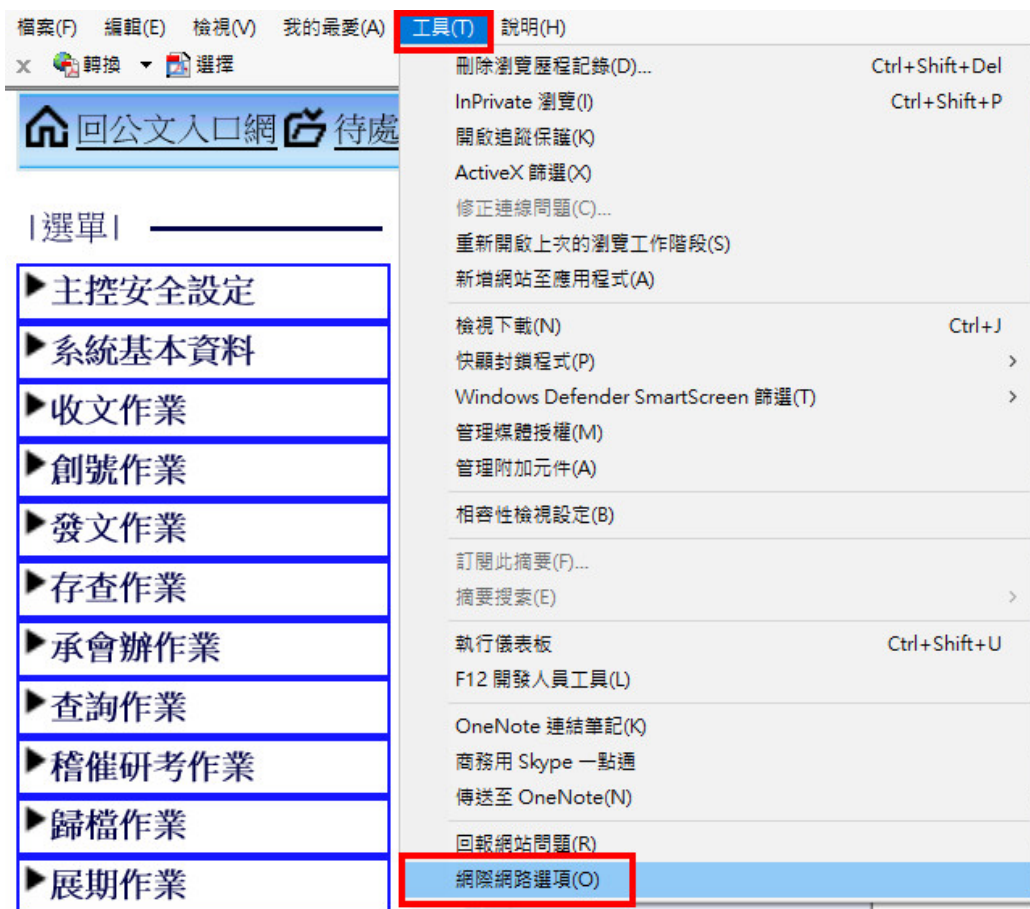 檔案(F) 編輯(E) 檢視(V) 我的最愛(A) 工具(T) 說明(H)
x 轉換 選擇
回公文入口網 待處
|選單|
▶主控安全設定
▶系統基本資料
▶收文作業
▶創號作業
▶發文作業
▶存查作業
▶承會辦作業
▶查詢作業
▶稽催研考作業
▶歸檔作業
▶展期作業
刪除瀏覽歷程記錄(D)... Ctrl+Shift+Del
InPrivate 瀏覽(I) Ctrl+Shift+P
開啟追蹤保護(K)
ActiveX 篩選(X)
修正連線問題(C)...
重新開啟上次的瀏覽工作階段(S)
新增網站至應用程式(A)
檢視下載(N) Ctrl+J
快顯封鎖程式(P) >
Windows Defender SmartScreen 篩選(T) >
管理媒體授權(M)
管理附加元件(A)
相容性檢視設定(B)
訂閱此摘要(F)...
摘要搜索(E) >
執行儀表板 Ctrl+Shift+U
F12 開發人員工具(L)
OneNote 連結筆記(K)
商務用 Skype 一點通
傳送至 OneNote(N)
回報網站問題(R)
網際網路選項(O)